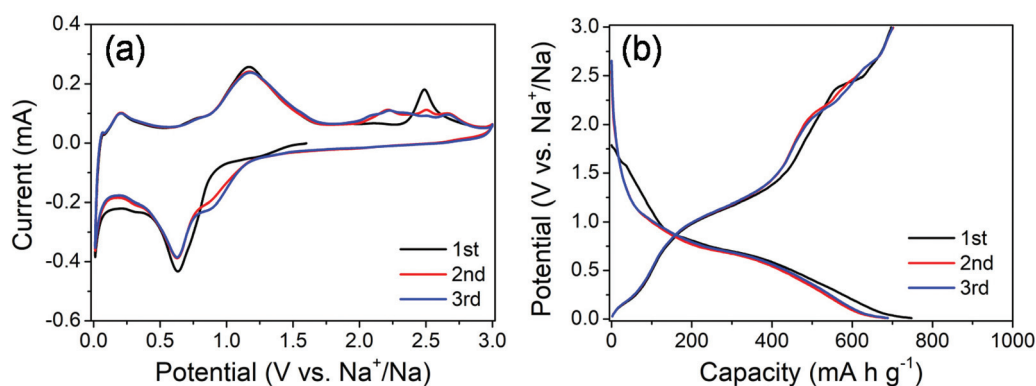 (a)
Current (mA)
0.4
0.2
0.0
-0.2
-0.4
-0.6
1st
2nd
3rd
0.0 0.5 1.0 1.5 2.0 2.5 3.0
Potential (V vs. Na⁺/Na)
(b)
Potential (V vs. Na⁺/Na)
3.0
2.5
2.0
1.5
1.0
0.5
0.0
1st
2nd
3rd
0 200 400 600 800 1000
Capacity (mA h g⁻¹)